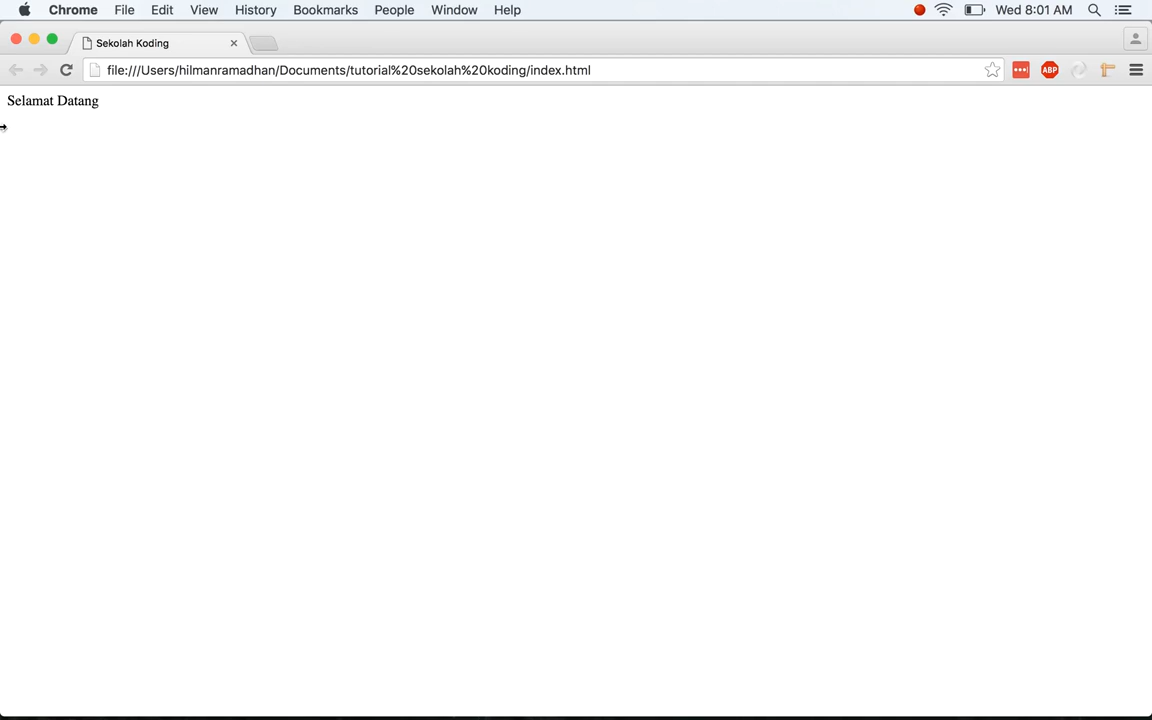 Chrome File Edit View History Bookmarks People Window Help Wed 8:01 AM
Sekolah Koding
file:///Users/hilmanramadhan/Documents/tutorial%20sekolah%20koding/index.html ABP
Selamat Datang